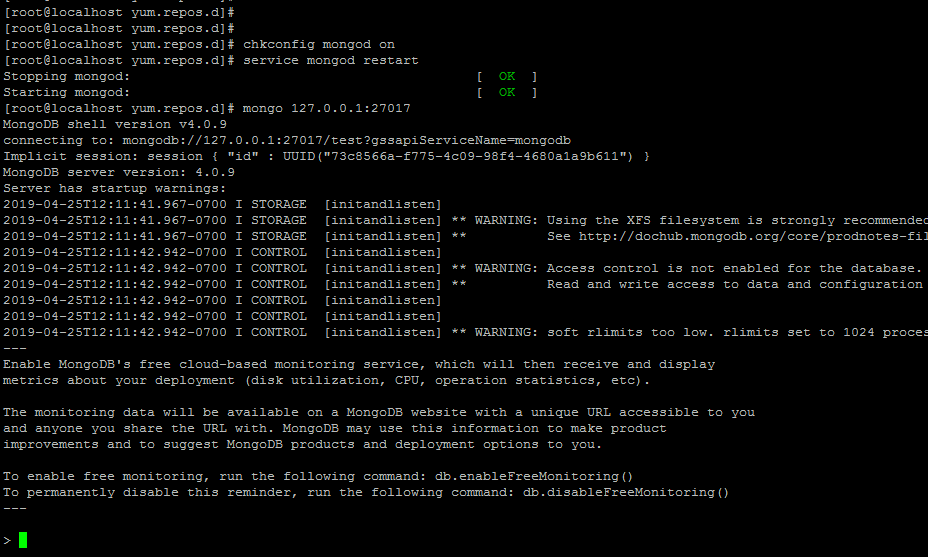 [root@localhost yum.repos.d]#
[root@localhost yum.repos.d]#
[root@localhost yum.repos.d]# chkconfig mongod on
[root@localhost yum.repos.d]# service mongod restart
Stopping mongod:                                           [  OK  ]
Starting mongod:                                           [  OK  ]
[root@localhost yum.repos.d]# mongo 127.0.0.1:27017
MongoDB shell version v4.0.9
connecting to: mongodb://127.0.0.1:27017/test?gssapiServiceName=mongodb
Implicit session: session { "id" : UUID("73c8566a-f775-4c09-98f4-4680a1a9b611") }
MongoDB server version: 4.0.9
Server has startup warnings:
2019-04-25T12:11:41.967-0700 I STORAGE  [initandlisten]
2019-04-25T12:11:41.967-0700 I STORAGE  [initandlisten] ** WARNING: Using the XFS filesystem is strongly recommended
2019-04-25T12:11:41.967-0700 I STORAGE  [initandlisten] **          See http://dochub.mongodb.org/core/prodnotes-fil
2019-04-25T12:11:42.942-0700 I CONTROL  [initandlisten]
2019-04-25T12:11:42.942-0700 I CONTROL  [initandlisten] ** WARNING: Access control is not enabled for the database.
2019-04-25T12:11:42.942-0700 I CONTROL  [initandlisten] **          Read and write access to data and configuration
2019-04-25T12:11:42.942-0700 I CONTROL  [initandlisten]
2019-04-25T12:11:42.942-0700 I CONTROL  [initandlisten]
2019-04-25T12:11:42.942-0700 I CONTROL  [initandlisten] ** WARNING: soft rlimits too low. rlimits set to 1024 proces
---
Enable MongoDB's free cloud-based monitoring service, which will then receive and display
metrics about your deployment (disk utilization, CPU, operation statistics, etc).

The monitoring data will be available on a MongoDB website with a unique URL accessible to you
and anyone you share the URL with. MongoDB may use this information to make product
improvements and to suggest MongoDB products and deployment options to you.

To enable free monitoring, run the following command: db.enableFreeMonitoring()
To permanently disable this reminder, run the following command: db.disableFreeMonitoring()
---

>